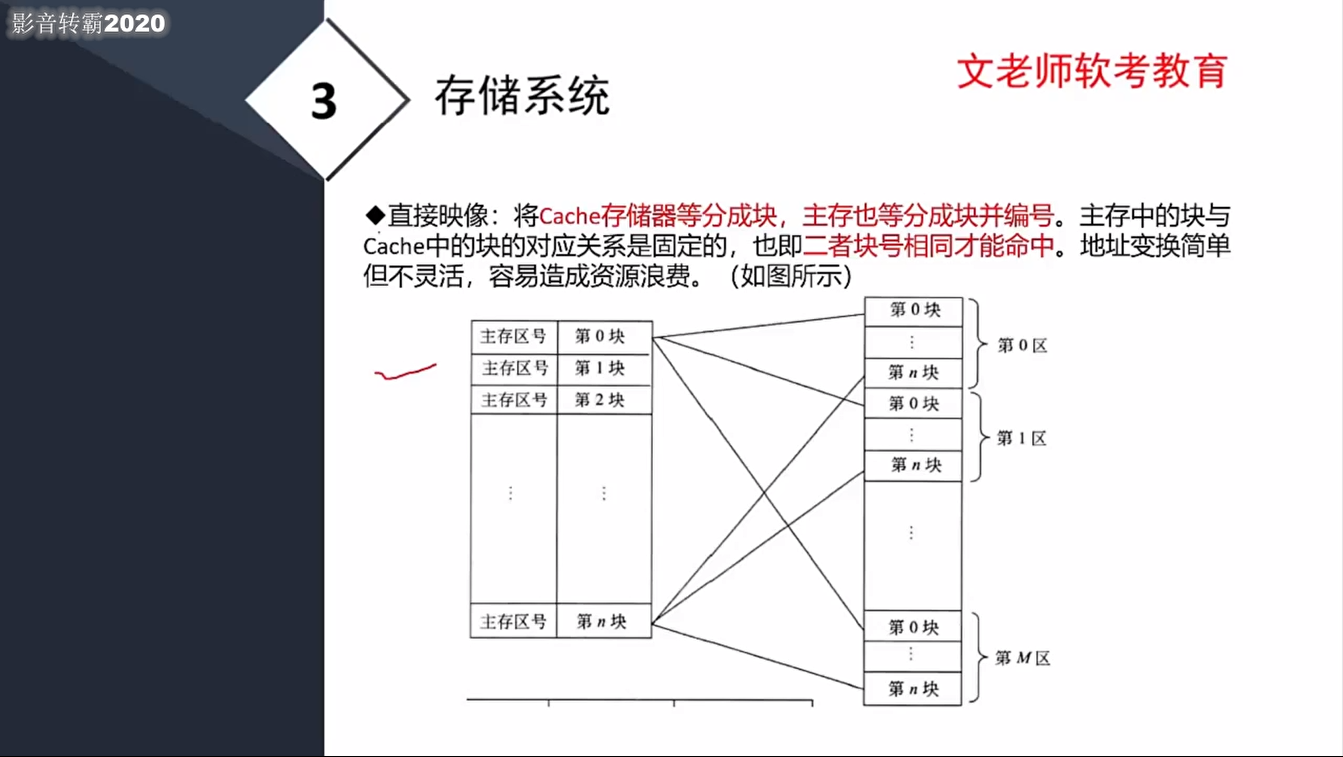 影音转霸2020
3
存储系统
文老师软考教育
◆直接映像：将Cache存储器等分成块，主存也等分成块并编号。主存中的块与
Cache中的块的对应关系是固定的，也即二者块号相同才能命中。地址变换简单
但不灵活，容易造成资源浪费。（如图所示）
主存区号 第0块
主存区号 第1块
主存区号 第2块
⋮ ⋮
主存区号 第n块
第0块
⋮
第n块
第0区
第0块
⋮
第n块
第1区
⋮
第0块
⋮
第n块
第M区